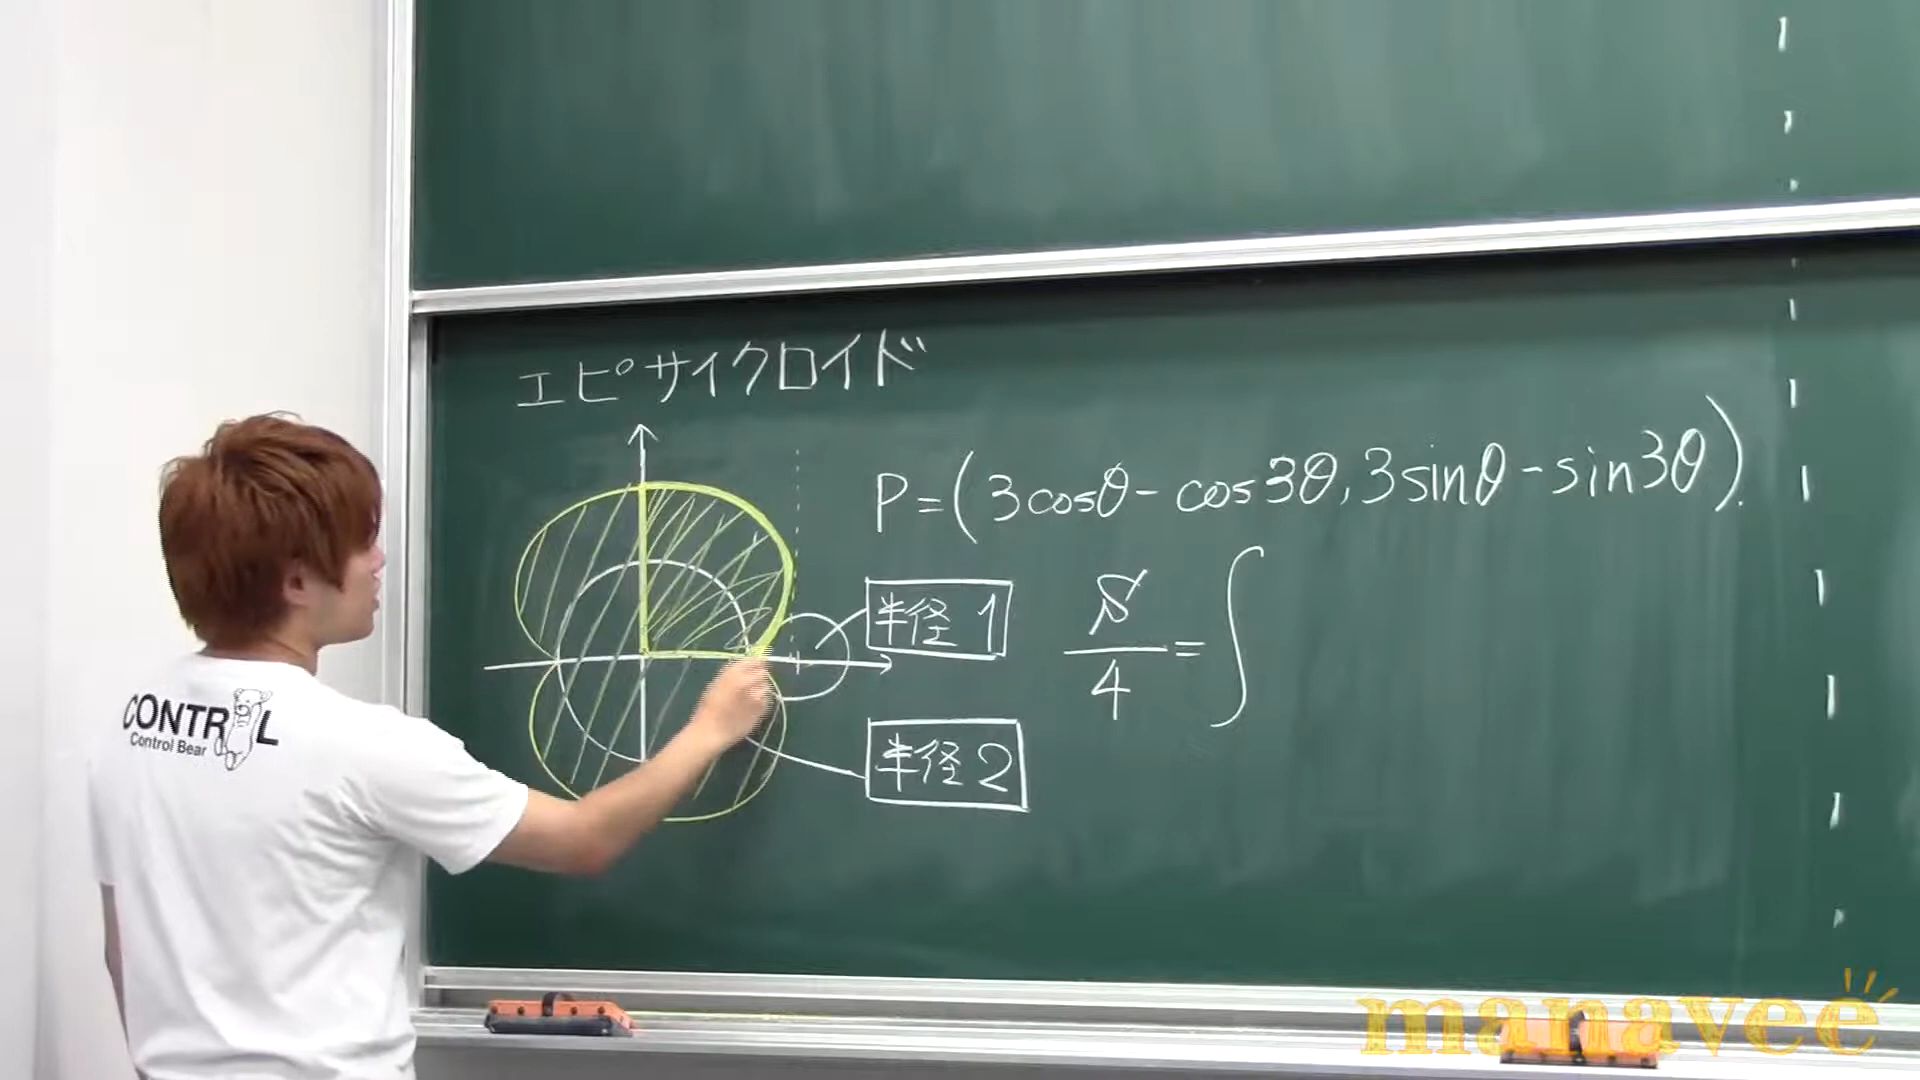 エピサイクロイド
P=(3cosθ-cos3θ, 3sinθ-sin3θ).
半径1
S/4=∫
半径2
CONTROL
Control Bear
manavee